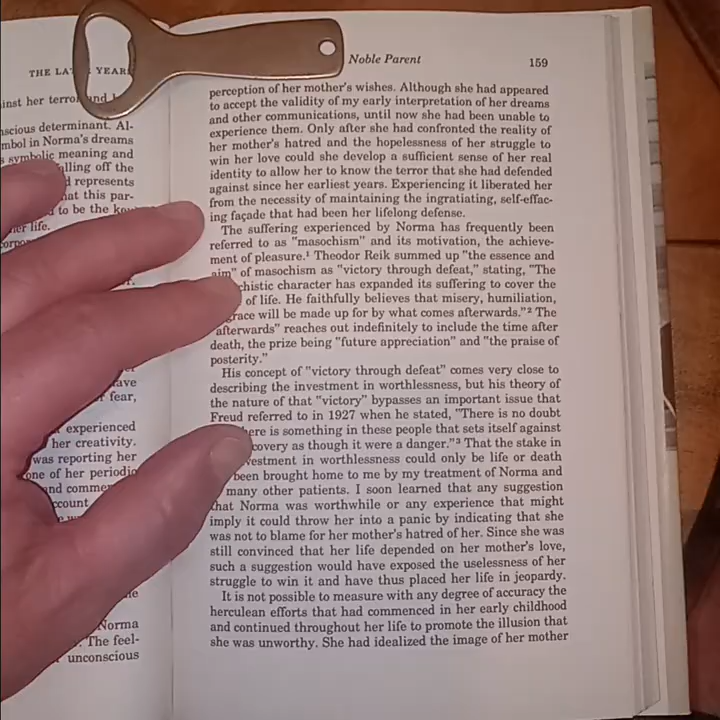 THE LA YEAR
inst her terro nd
scious determinant. Al-
mbol in Norma's dreams
s symbolic meaning and
lling off the
represents
at this par-
to be the
her life.
ave
fear,
experienced
her creativity.
was reporting her
one of her periodic
nd commen
count
Norma
The feel-
unconscious
Noble Parent 159
perception of her mother's wishes. Although she had appeared
to accept the validity of my early interpretation of her dreams
and other communications, until now she had been unable to
experience them. Only after she had confronted the reality of
her mother's hatred and the hopelessness of her struggle to
win her love could she develop a sufficient sense of her real
identity to allow her to know the terror that she had defended
against since her earliest years. Experiencing it liberated her
from the necessity of maintaining the ingratiating, self-effac-
ing façade that had been her lifelong defense.
The suffering experienced by Norma has frequently been
referred to as "masochism" and its motivation, the achieve-
ment of pleasure.¹ Theodor Reik summed up "the essence and
aim" of masochism as "victory through defeat," stating, "The
chistic character has expanded its suffering to cover the
of life. He faithfully believes that misery, humiliation,
grace will be made up for by what comes afterwards."² The
"afterwards" reaches out indefinitely to include the time after
death, the prize being "future appreciation" and "the praise of
posterity."
His concept of "victory through defeat" comes very close to
describing the investment in worthlessness, but his theory of
the nature of that "victory" bypasses an important issue that
Freud referred to in 1927 when he stated, "There is no doubt
here is something in these people that sets itself against
covery as though it were a danger."³ That the stake in
vestment in worthlessness could only be life or death
been brought home to me by my treatment of Norma and
many other patients. I soon learned that any suggestion
that Norma was worthwhile or any experience that might
imply it could throw her into a panic by indicating that she
was not to blame for her mother's hatred of her. Since she was
still convinced that her life depended on her mother's love,
such a suggestion would have exposed the uselessness of her
struggle to win it and have thus placed her life in jeopardy.
It is not possible to measure with any degree of accuracy the
herculean efforts that had commenced in her early childhood
and continued throughout her life to promote the illusion that
she was unworthy. She had idealized the image of her mother